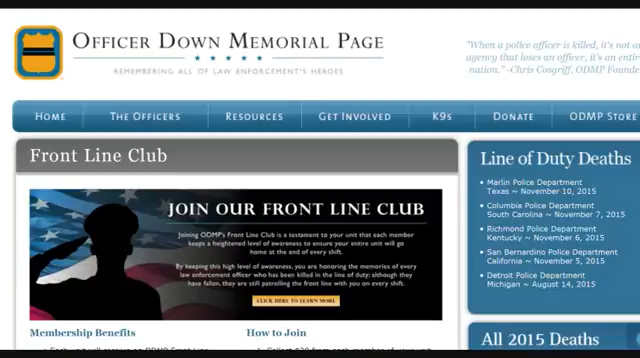 OFFICER DOWN MEMORIAL PAGE
REMEMBERING ALL OF LAW ENFORCEMENT'S HEROES
"When a police officer is killed, it's not an
agency that loses an officer, it's an entire
nation." -Chris Cosgriff, ODMP Founde
HOME THE OFFICERS RESOURCES GET INVOLVED K9S DONATE ODMP STORE
Front Line Club
JOIN OUR FRONT LINE CLUB
Joining ODMP's Front Line Club is a testament to your unit that each member
keeps a heightened level of awareness to ensure your entire unit will go
home at the end of every shift.
By keeping this high level of awareness, you are honoring the memories of every
law enforcement officer who has been killed in the line of duty; although they
have fallen, they are still patrolling the front line with you on every shift.
CLICK HERE TO LEARN MORE
Membership Benefits
How to Join
Line of Duty Deaths
Marlin Police Department
Texas ~ November 10, 2015
Columbia Police Department
South Carolina ~ November 7, 2015
Richmond Police Department
Kentucky ~ November 6, 2015
San Bernardino Police Department
California ~ November 5, 2015
Detroit Police Department
Michigan ~ August 14, 2015
All 2015 Deaths